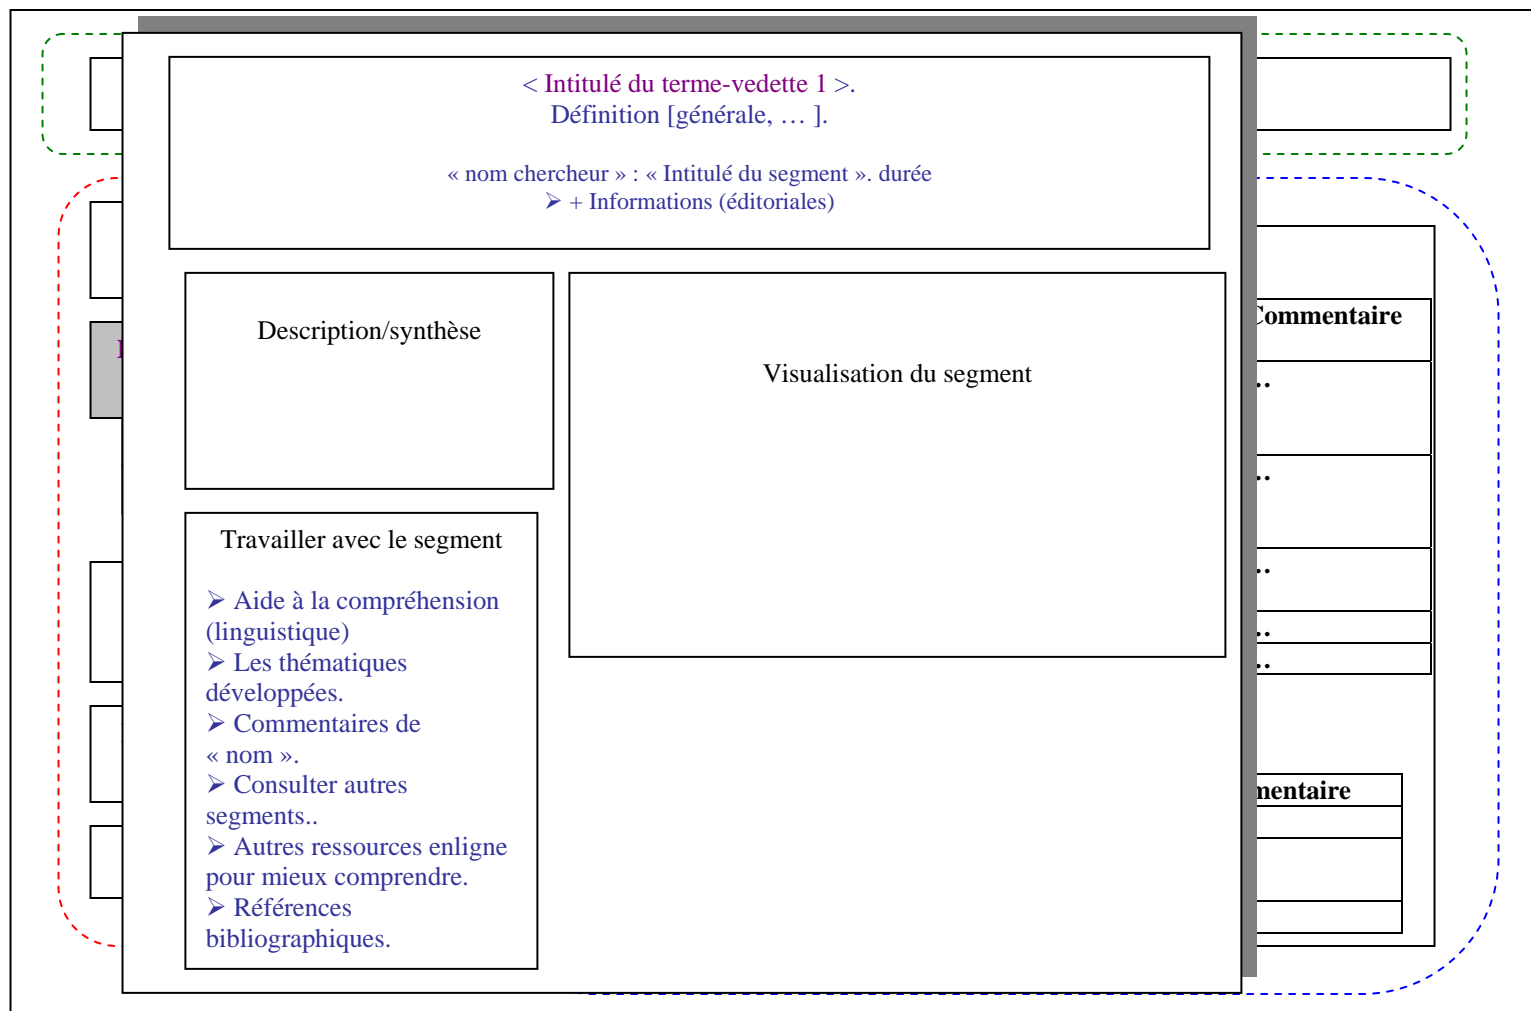 < Intitulé du terme-vedette 1 >.
Définition [générale, … ].
« nom chercheur » : « Intitulé du segment ». durée
➢ + Informations (éditoriales)
Description/synthèse
Visualisation du segment
Commentaire
..
..
..
..
..
Travailler avec le segment
➢ Aide à la compréhension
(linguistique)
➢ Les thématiques
développées.
➢ Commentaires de
« nom ».
➢ Consulter autres
segments..
➢ Autres ressources enligne
pour mieux comprendre.
➢ Références
bibliographiques.
mentaire